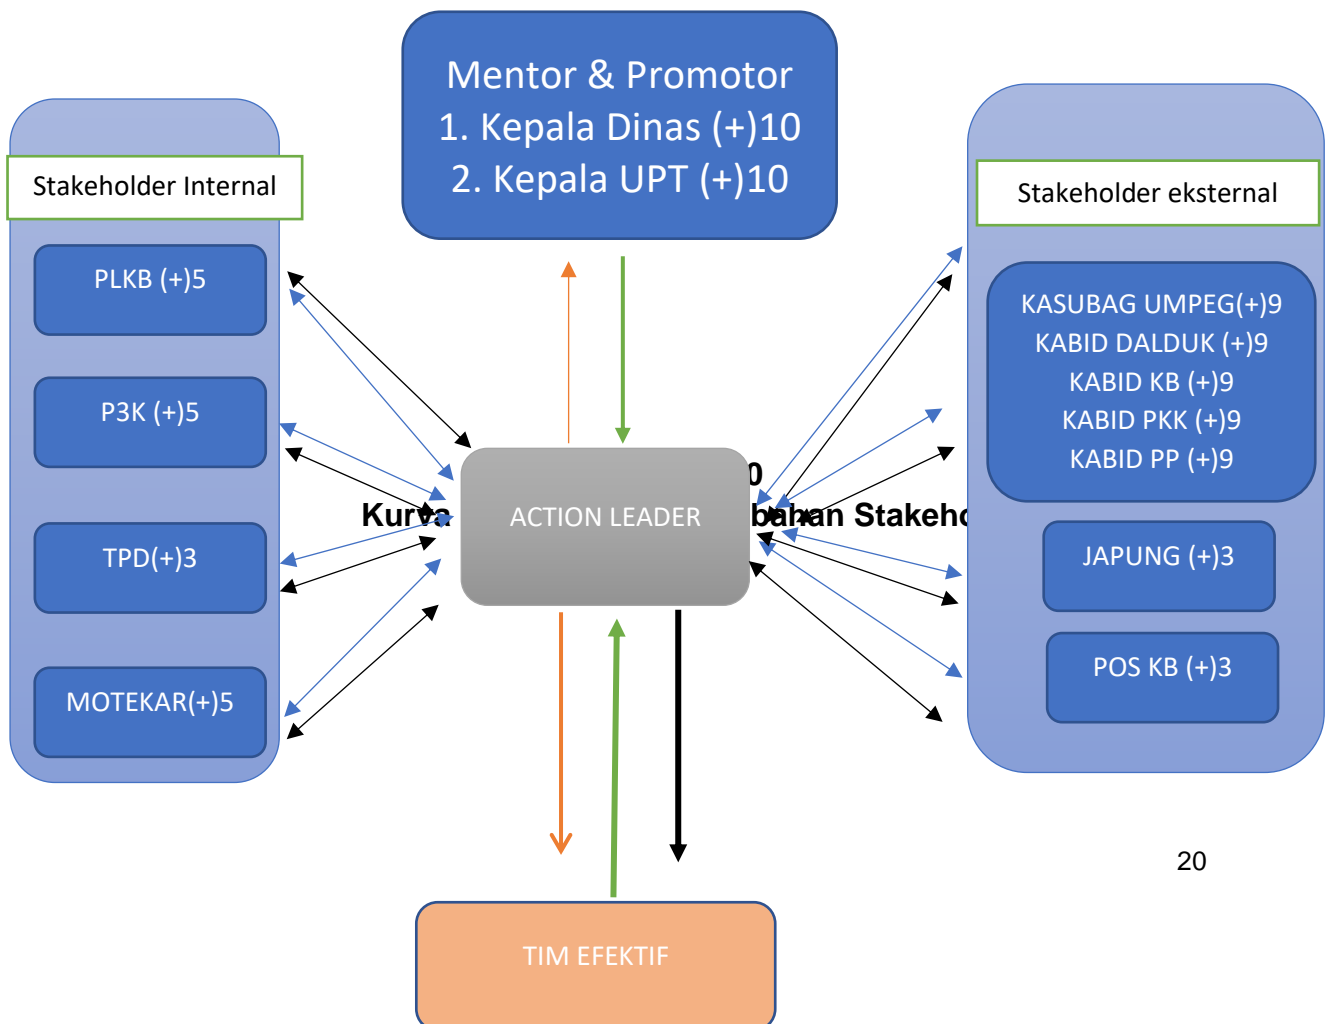 Mentor & Promotor
1. Kepala Dinas (+)10
2. Kepala UPT (+)10
Stakeholder Internal
PLKB (+)5
P3K (+)5
TPD(+)3
MOTEKAR(+)5
Stakeholder eksternal
KASUBAG UMPEG(+)9
KABID DALDUK (+)9
KABID KB (+)9
KABID PKK (+)9
KABID PP (+)9
JAPUNG (+)3
POS KB (+)3
0
Kurva
ACTION LEADER
20
TIM EFEKTIF